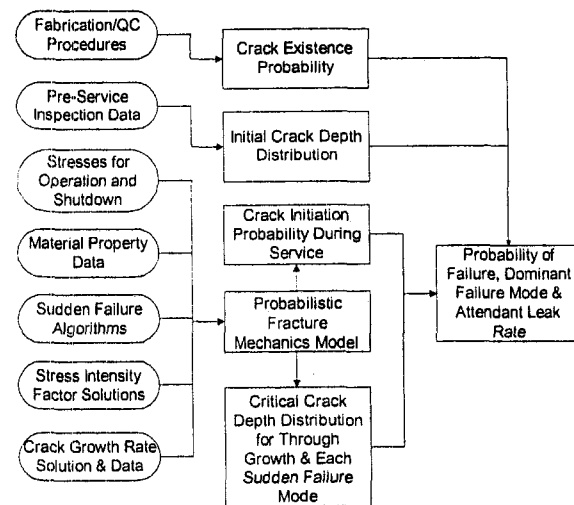 Fabrication/QC
Procedures
Crack Existence
Probability
Pre-Service
Inspection Data
Initial Crack Depth
Distribution
Stresses for
Operation and
Shutdown
Crack Initiation
Probability During
Service
Material Property
Data
Probability of
Failure, Dominant
Failure Mode &
Attendant Leak
Rate
Sudden Failure
Algorithms
Probabilistic
Fracture
Mechanics Model
Stress Intensity
Factor Solutions
Critical Crack
Depth Distribution
for Through
Growth & Each
Sudden Failure
Mode
Crack Growth Rate
Solution & Data